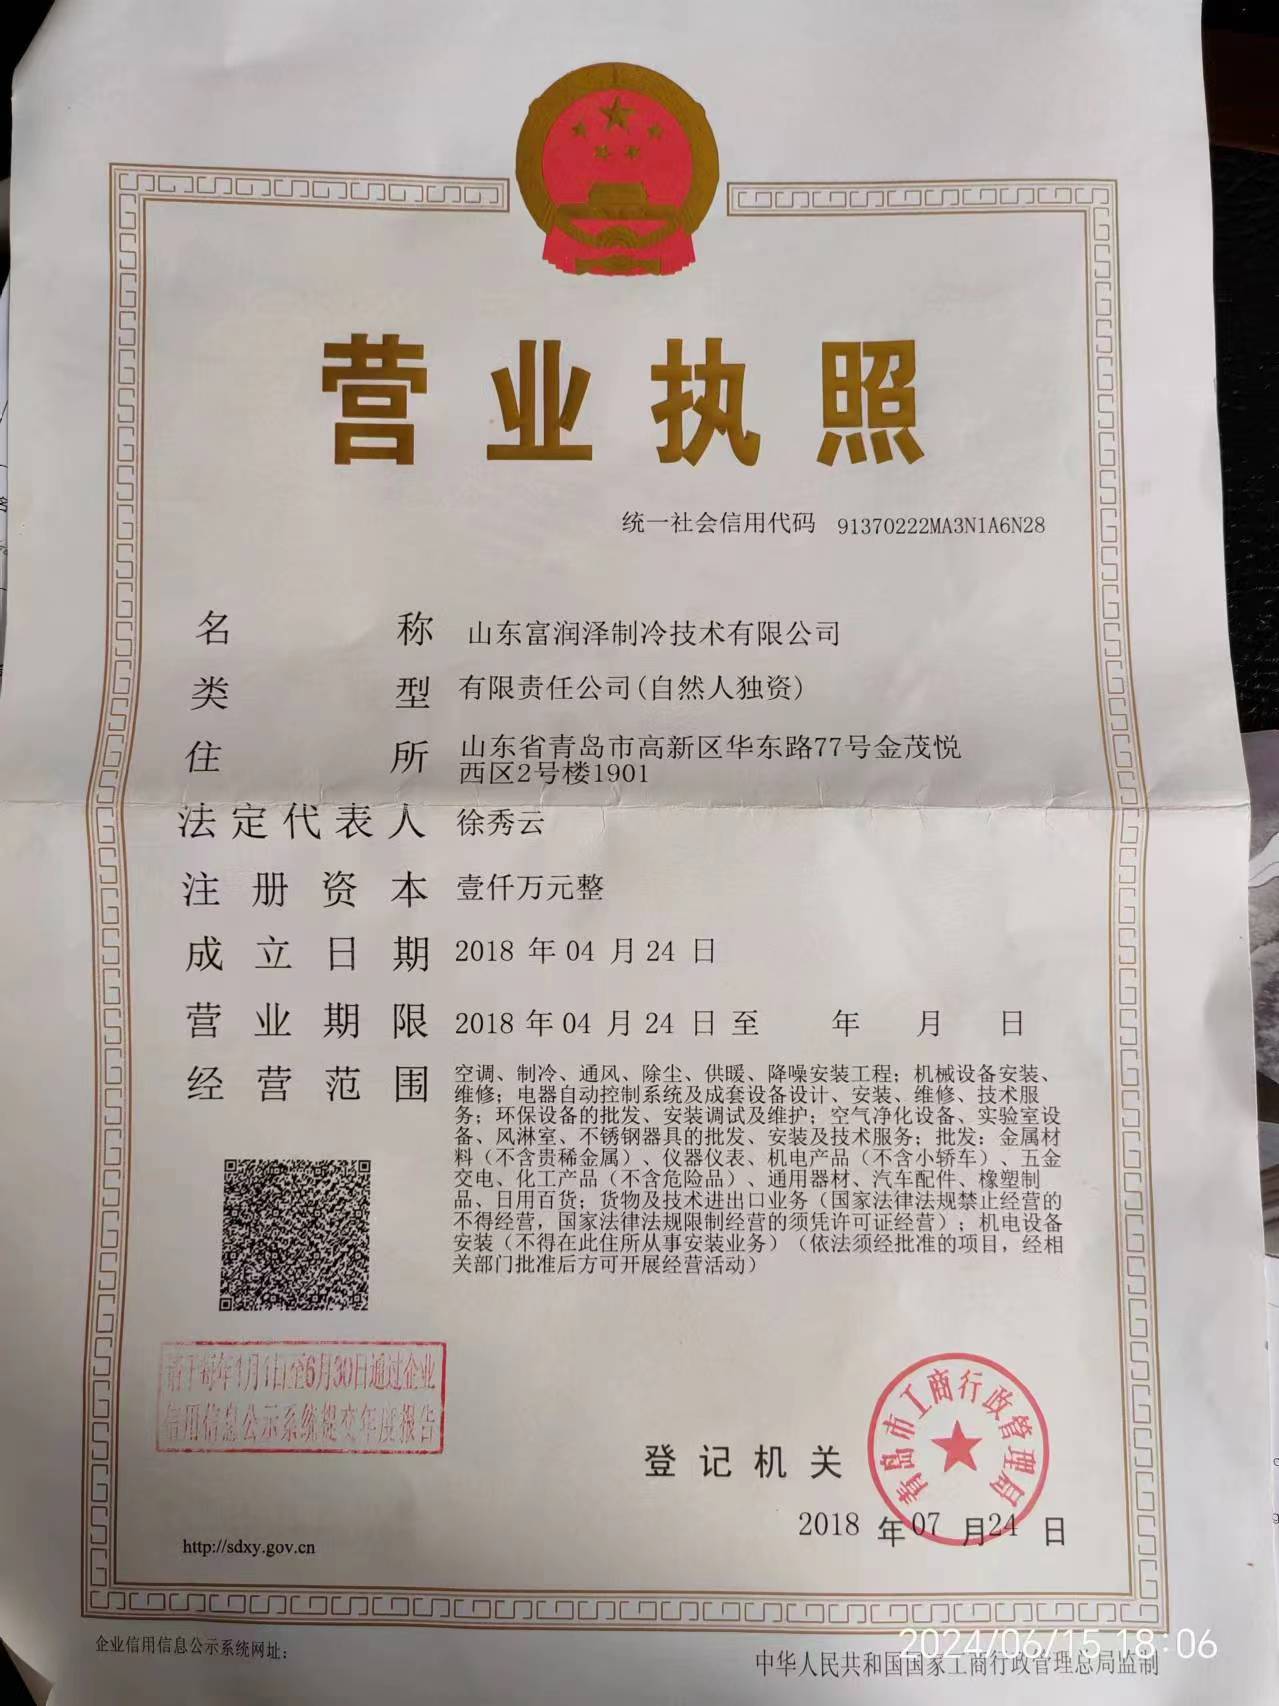 营业执照
统一社会信用代码 91370222MA3N1A6N28
名称 山东富润泽制冷技术有限公司
类型 有限责任公司(自然人独资)
住所 山东省青岛市高新区华东路77号金茂悦
西区2号楼1901
法定代表人 徐秀云
注册资本 壹仟万元整
成立日期 2018 年 04 月 24 日
营业期限 2018 年 04 月 24 日 至 年 月 日
经营范围 空调、制冷、通风、除尘、供暖、降噪安装工程；机械设备安装、
维修；电器自动控制系统及成套设备设计、安装、维修、技术服
务；环保设备的批发、安装调试及维护；空气净化设备、实验室设
备、风淋室、不锈钢器具的批发、安装及技术服务；批发：金属材
料（不含贵稀金属）、仪器仪表、机电产品（不含小轿车）、五金
交电、化工产品（不含危险品）、通用器材、汽车配件、橡塑制
品、日用百货；货物及技术进出口业务（国家法律法规禁止经营的
不得经营，国家法律法规限制经营的须凭许可证经营）；机电设备
安装（不得在此住所从事安装业务）（依法须经批准的项目，经相
关部门批准后方可开展经营活动）
请于每年1月1日至6月30日通过企业
信用信息公示系统提交年度报告
青岛市工商行政管理局
登记机关
2018 年 07 月 24 日
http://sdxy.gov.cn
企业信用信息公示系统网址：
中华人民共和国国家工商行政管理总局监制
2024/06/15 18:06